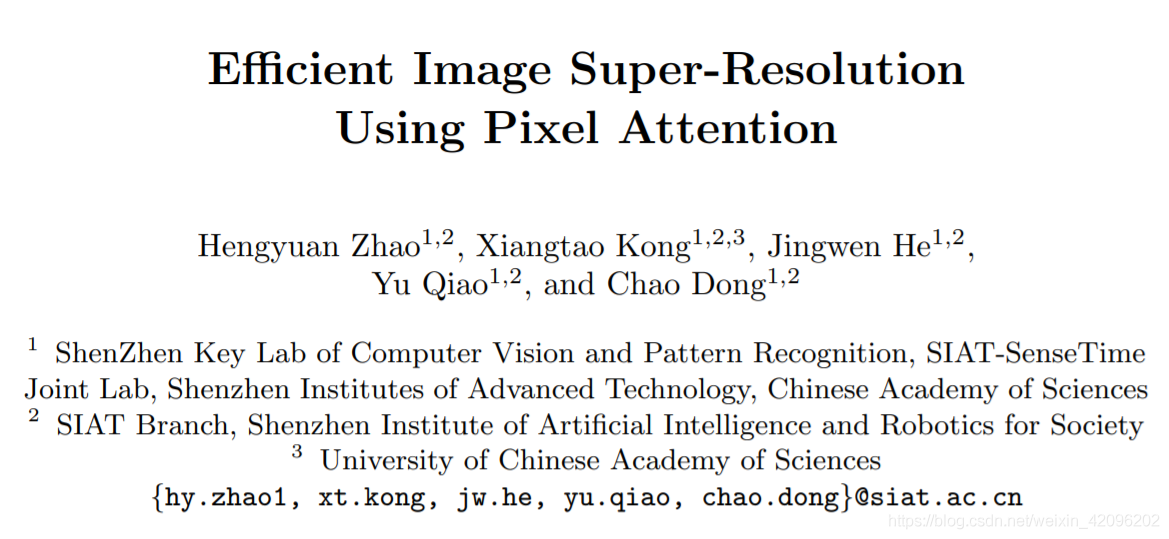 Efficient Image Super-Resolution
Using Pixel Attention
Hengyuan Zhao1,2, Xiangtao Kong1,2,3, Jingwen He1,2,
Yu Qiao1,2, and Chao Dong1,2
1 ShenZhen Key Lab of Computer Vision and Pattern Recognition, SIAT-SenseTime
Joint Lab, Shenzhen Institutes of Advanced Technology, Chinese Academy of Sciences
2 SIAT Branch, Shenzhen Institute of Artificial Intelligence and Robotics for Society
3 University of Chinese Academy of Sciences
{hy.zhao1, xt.kong, jw.he, yu.qiao, chao.dong}@siat.ac.cn
https://blog.csdn.net/weixin_42096202